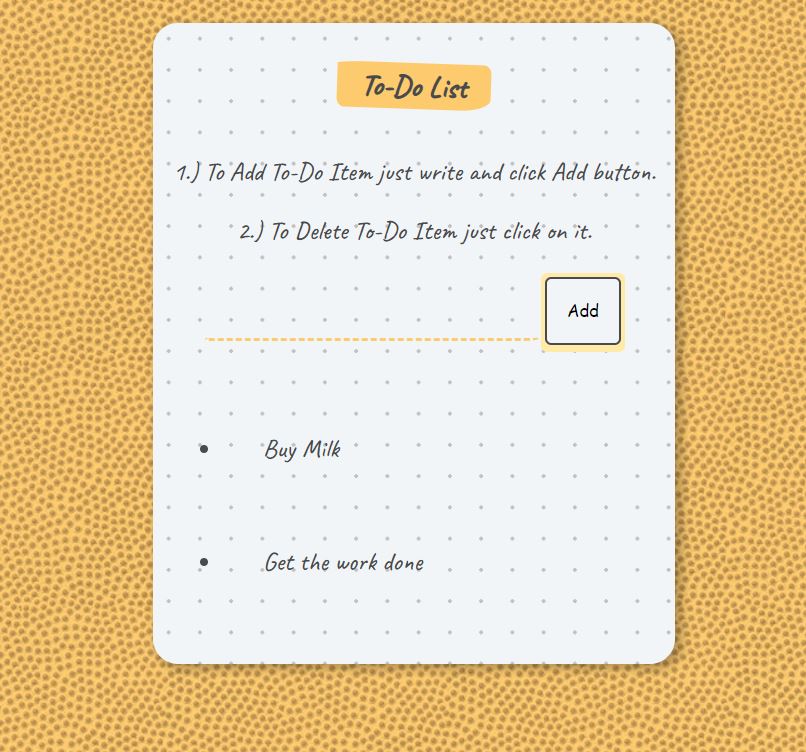 To-Do List
1.) To Add To-Do Item just write and click Add button.
2.) To Delete To-Do Item just click on it.
Add
Buy Milk
Get the work done